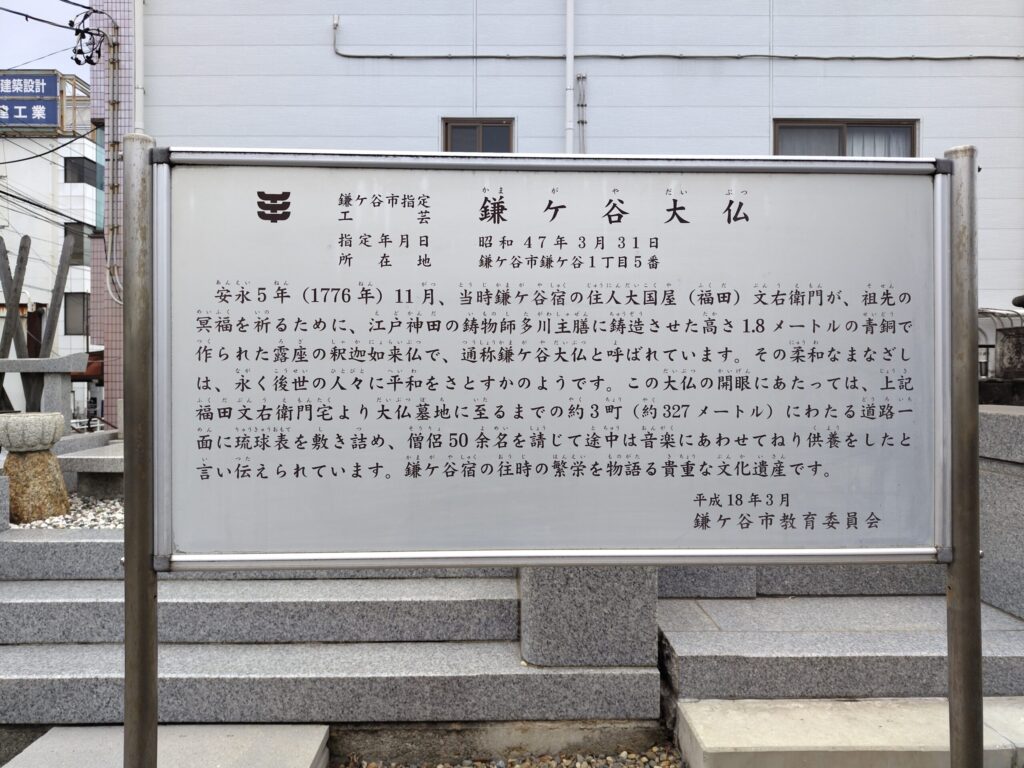 建築設計
工業
鎌ケ谷市指定
工芸
かまがやだいぶつ
鎌ケ谷大仏
指定年月日 昭和47年3月31日
所在地 鎌ケ谷市鎌ケ谷1丁目5番
安永5年(1776年)11月、当時鎌ケ谷宿の住人大国屋(福田)文右衛門が、祖先の
冥福を祈るために、江戸神田の鋳物師多川主膳に鋳造させた高さ1.8メートルの青銅で
作られた露座の釈迦如来仏で、通称鎌ケ谷大仏と呼ばれています。その柔和なまなざし
は、永く後世の人々に平和をさとすかのようです。この大仏の開眼にあたっては、上記
福田文右衛門宅より大仏墓地に至るまでの約3町(約327メートル)にわたる道路一
面に琉球表を敷き詰め、僧侶50余名を請じて途中は音楽にあわせてねり供養をしたと
言い伝えられています。鎌ケ谷宿の往時の繁栄を物語る貴重な文化遺産です。
平成18年3月
鎌ケ谷市教育委員会